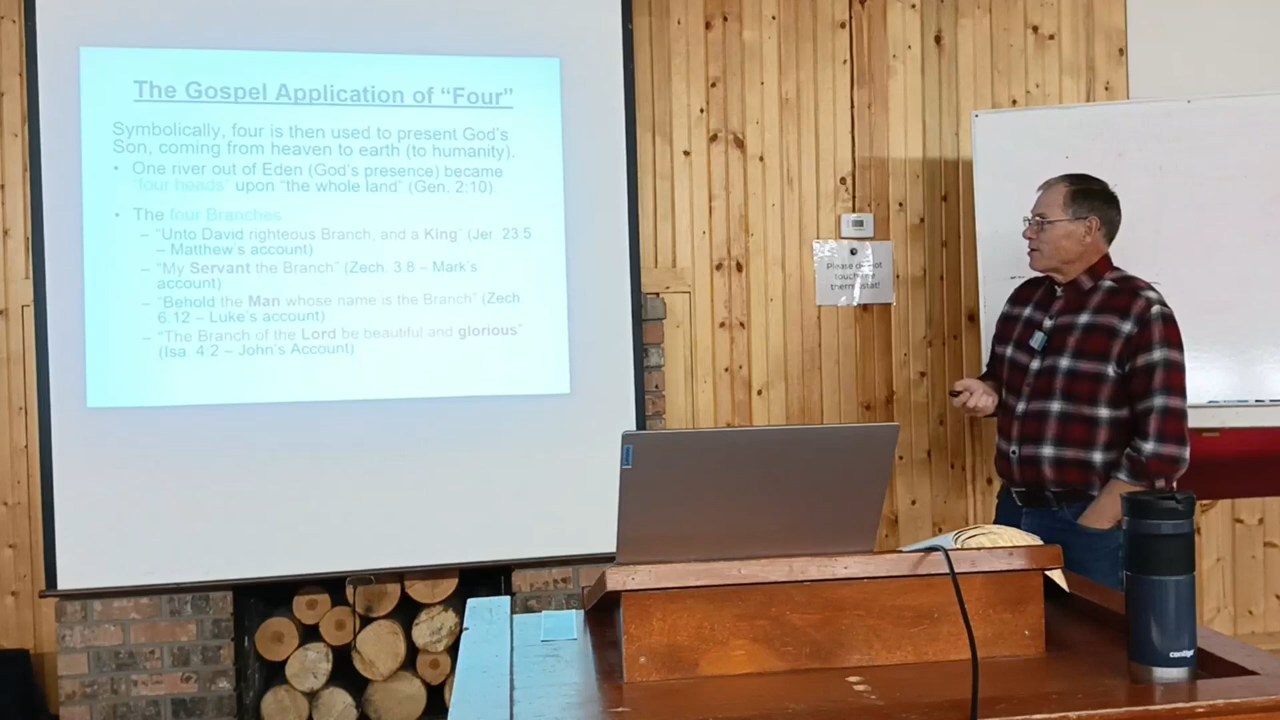 The Gospel Application of “Four”
Symbolically, four is then used to present God's
Son, coming from heaven to earth (to humanity).
• One river out of Eden (God's presence) became
“four heads” upon “the whole land” (Gen. 2:10)
• The four Branches
– “Unto David righteous Branch, and a King” (Jer. 23:5
– Matthew's account)
– “My Servant the Branch” (Zech. 3:8 – Mark's
account)
– “Behold the Man whose name is the Branch” (Zech
6:12 – Luke's account)
– “The Branch of the Lord be beautiful and glorious”
(Isa. 4:2 – John's Account)
Please do not
touch the
thermostat!
contigo